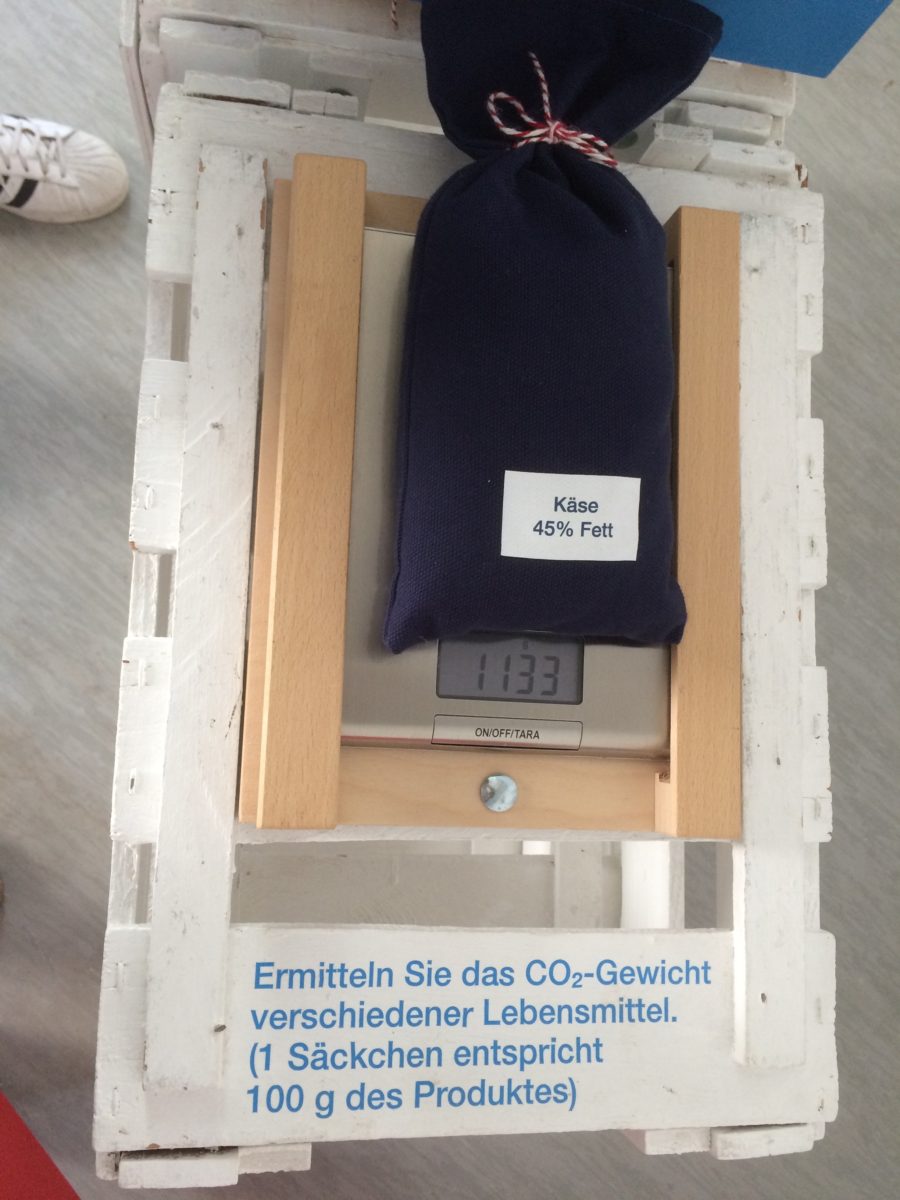 Käse
45% Fett
g
1133
ON/OFF/TARA
Ermitteln Sie das CO₂-Gewicht
verschiedener Lebensmittel.
(1 Säckchen entspricht
100 g des Produktes)